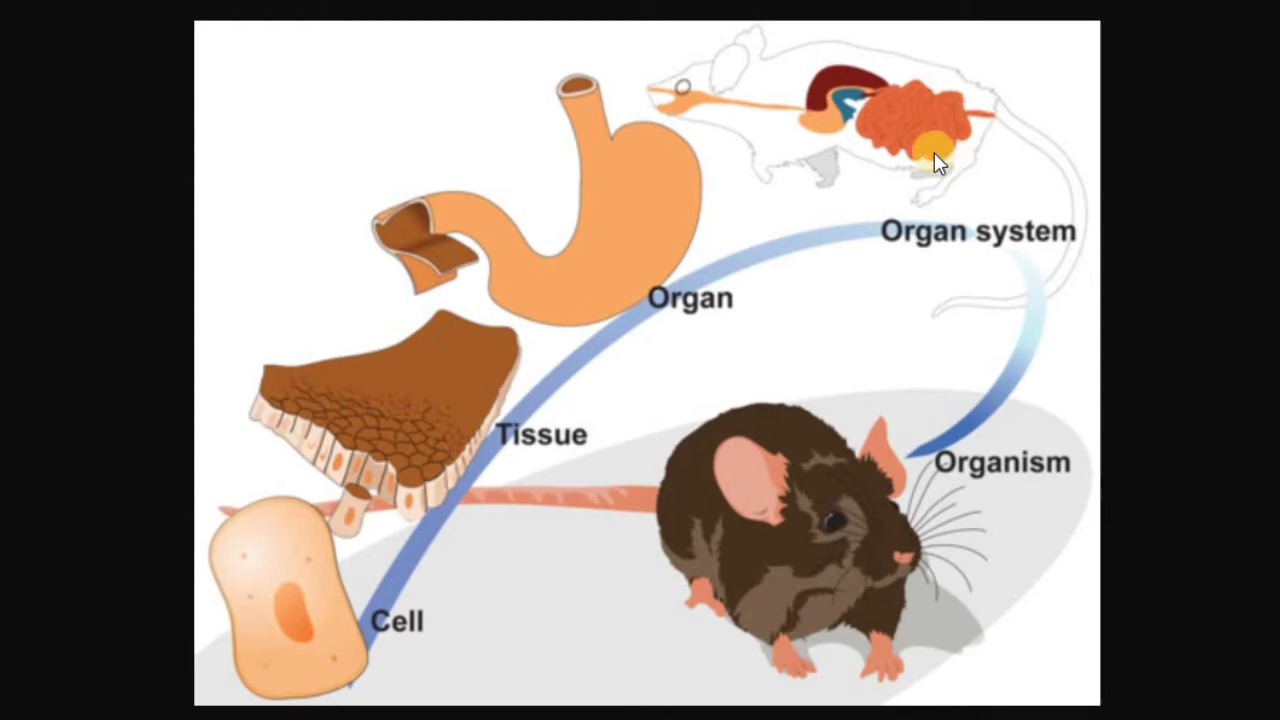 Organ system
Organ
Tissue
Organism
Cell